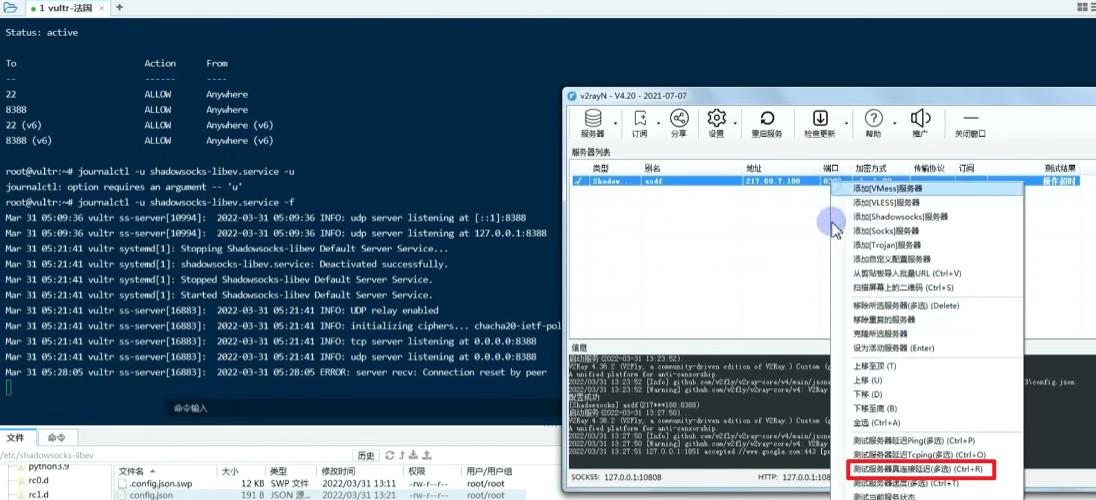 1 vultr-法国 × +
Status: active
To Action From
-- ------ ----
22 ALLOW Anywhere
8388 ALLOW Anywhere
22 (v6) ALLOW Anywhere (v6)
8388 (v6) ALLOW Anywhere (v6)
root@vultr:~# journalctl -u shadowsocks-libev.service -u
journalctl: option requires an argument -- 'u'
root@vultr:~# journalctl -u shadowsocks-libev.service -f
Mar 31 05:09:36 vultr ss-server[10994]: 2022-03-31 05:09:36 INFO: udp server listening at [::1]:8388
Mar 31 05:09:36 vultr ss-server[10994]: 2022-03-31 05:09:36 INFO: udp server listening at 127.0.0.1:8388
Mar 31 05:21:41 vultr systemd[1]: Stopping Shadowsocks-libev Default Server Service...
Mar 31 05:21:41 vultr systemd[1]: shadowsocks-libev.service: Deactivated successfully.
Mar 31 05:21:41 vultr systemd[1]: Stopped Shadowsocks-libev Default Server Service.
Mar 31 05:21:41 vultr systemd[1]: Started Shadowsocks-libev Default Server Service.
Mar 31 05:21:41 vultr ss-server[16883]: 2022-03-31 05:21:41 INFO: UDP relay enabled
Mar 31 05:21:41 vultr ss-server[16883]: 2022-03-31 05:21:41 INFO: initializing ciphers... chacha20-ietf-pol
Mar 31 05:21:41 vultr ss-server[16883]: 2022-03-31 05:21:41 INFO: tcp server listening at 0.0.0.0:8388
Mar 31 05:21:41 vultr ss-server[16883]: 2022-03-31 05:21:41 INFO: udp server listening at 0.0.0.0:8388
Mar 31 05:28:05 vultr ss-server[16883]: 2022-03-31 05:28:05 ERROR: server recv: Connection reset by peer
命令输入
文件 命令
/etc/shadowsocks-libev 历史
python3.9
rc0.d
rc1.d
文件名 大小 类型 修改时间 权限 用户/用户组
.config.json.swp 12 KB SWP 文件 2022/03/31 13:11 -rw-r--r-- root/root
config.json 191 B JSON 源... 2022/03/31 13:21 -rw-r--r-- root/root
v2rayN - V4.20 - 2021-07-07
服务器 订阅 分享 设置 重启服务 检查更新 帮助 推广 关闭窗口
服务器列表
类型 别名 地址 端口 加密方式 传输协议 订阅 测试结果
√ Shadow... asdf 217.69.7.188 操作超时
添加[VMess]服务器
添加[VLESS]服务器
添加[Shadowsocks]服务器
添加[Socks]服务器
添加[Trojan]服务器
添加自定义配置服务器
从剪贴板导入批量URL (Ctrl+V)
扫描屏幕上的二维码 (Ctrl+S)
移除所选服务器(多选) (Delete)
移除重复的服务器
克隆所选服务器
设为活动服务器 (Enter)
上移至顶 (T)
上移 (U)
下移 (D)
下移至底 (B)
全选 (Ctrl+A)
测试服务器延迟Ping(多选) (Ctrl+P)
测试服务器延迟Tcping(多选) (Ctrl+O)
测试服务器真连接延迟(多选) (Ctrl+R)
测试服务器速度(多选) (Ctrl+T)
测试当前服务状态
信息
启动服务(2022-03-31 13:23:52)...
V2Ray 4.36.2 (V2Fly, a community-driven edition of V2Ray.) Custom
A unified platform for anti-censorship.
2022/03/31 13:23:52 [Info] github.com/v2fly/v2ray-core/v4/main/jsone 3\config.json
2022/03/31 13:23:52 [Warning] github.com/v2fly/v2ray-core/v4: V2Ray
配置成功
[Shadowsocks] asdf(217***188:8388)
启动服务(2022-03-31 13:27:50)...
V2Ray 4.36.2 (V2Fly, a community-driven edition of V2Ray.) Custom
A unified platform for anti-censorship.
2022/03/31 13:27:50 [Info] github.com/v2fly/v2ray-core/v4/main/jsone
2022/03/31 13:27:50 [Warning] github.com/v2fly/v2ray-core/v4: V2Ray
2022/03/31 13:27:51 127.0.0.1:1851 accepted //www.google.com:443 [pr
SOCKS5: 127.0.0.1:10808 HTTP: 127.0.0.1:108